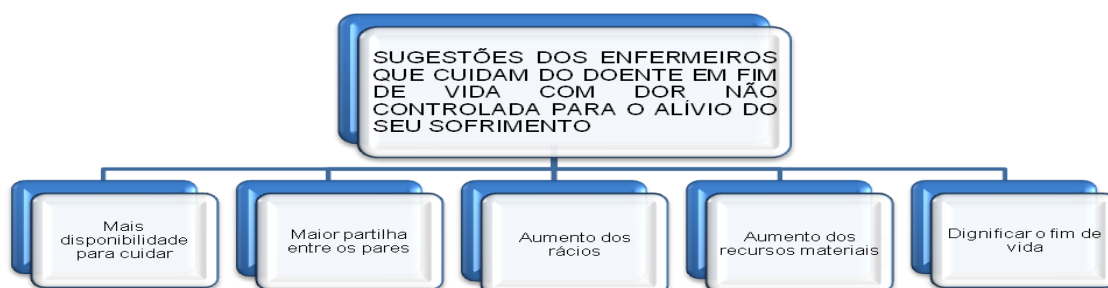 SUGESTÕES DOS ENFERMEIROS
QUE CUIDAM DO DOENTE EM FIM
DE VIDA COM DOR NÃO
CONTROLADA PARA O ALÍVIO DO
SEU SOFRIMENTO
Mais
disponibilidade
para cuidar
Maior partilha
entre os pares
Aumento dos
rácios
Aumento dos
recursos materiais
Dignificar o fim de
vida